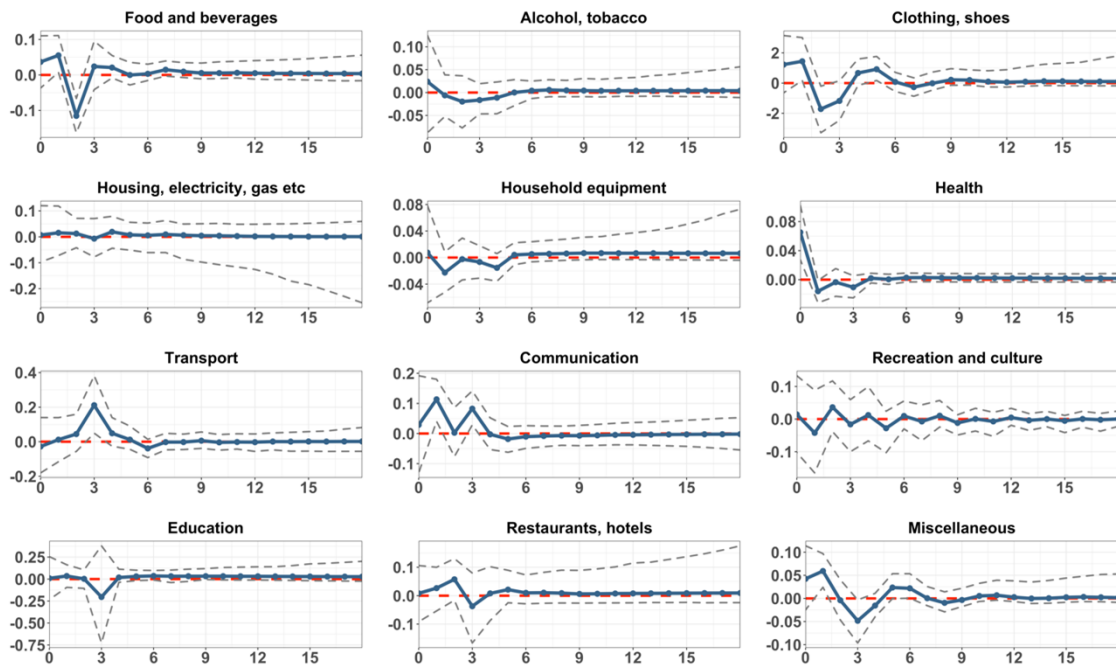 Food and beverages
0.1
0.0
-0.1
0 3 6 9 12 15
Alcohol, tobacco
0.10
0.05
0.00
-0.05
0 3 6 9 12 15
Clothing, shoes
2
0
-2
0 3 6 9 12 15
Housing, electricity, gas etc
0.1
0.0
-0.1
-0.2
0 3 6 9 12 15
Household equipment
0.08
0.04
0.00
-0.04
0 3 6 9 12 15
Health
0.08
0.04
0.00
0 3 6 9 12 15
Transport
0.4
0.2
0.0
-0.2
0 3 6 9 12 15
Communication
0.2
0.1
0.0
-0.1
0 3 6 9 12 15
Recreation and culture
0.1
0.0
-0.1
0 3 6 9 12 15
Education
0.25
0.00
-0.25
-0.50
-0.75
0 3 6 9 12 15
Restaurants, hotels
0.1
0.0
-0.1
0 3 6 9 12 15
Miscellaneous
0.10
0.05
0.00
-0.05
-0.10
0 3 6 9 12 15